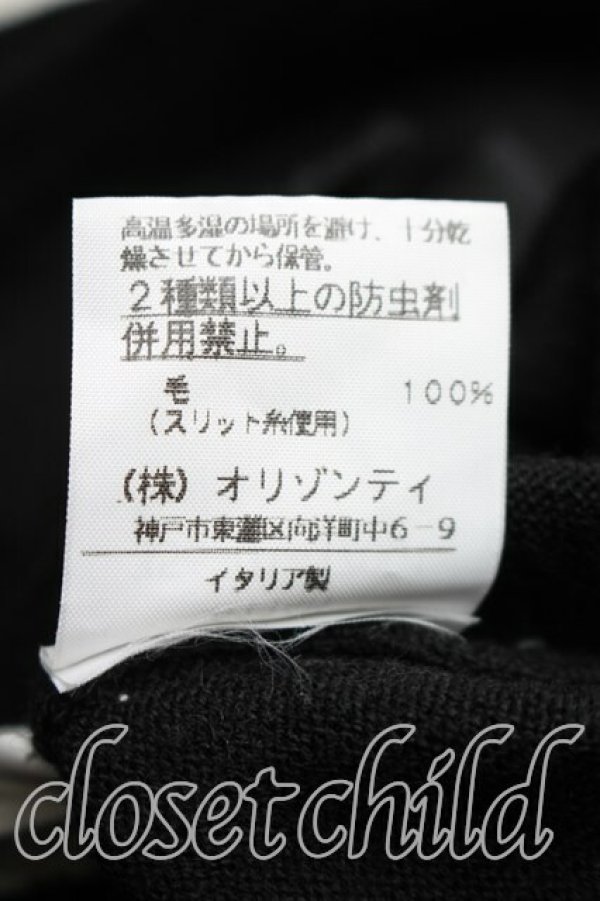 高温多湿の場所を避け、十分乾
燥させてから保管。
2種類以上の防虫剤
併用禁止。
毛 100%
(スリット糸使用)
(株) オリゾンティ
神戸市東灘区向洋町中6-9
イタリア製
closet child